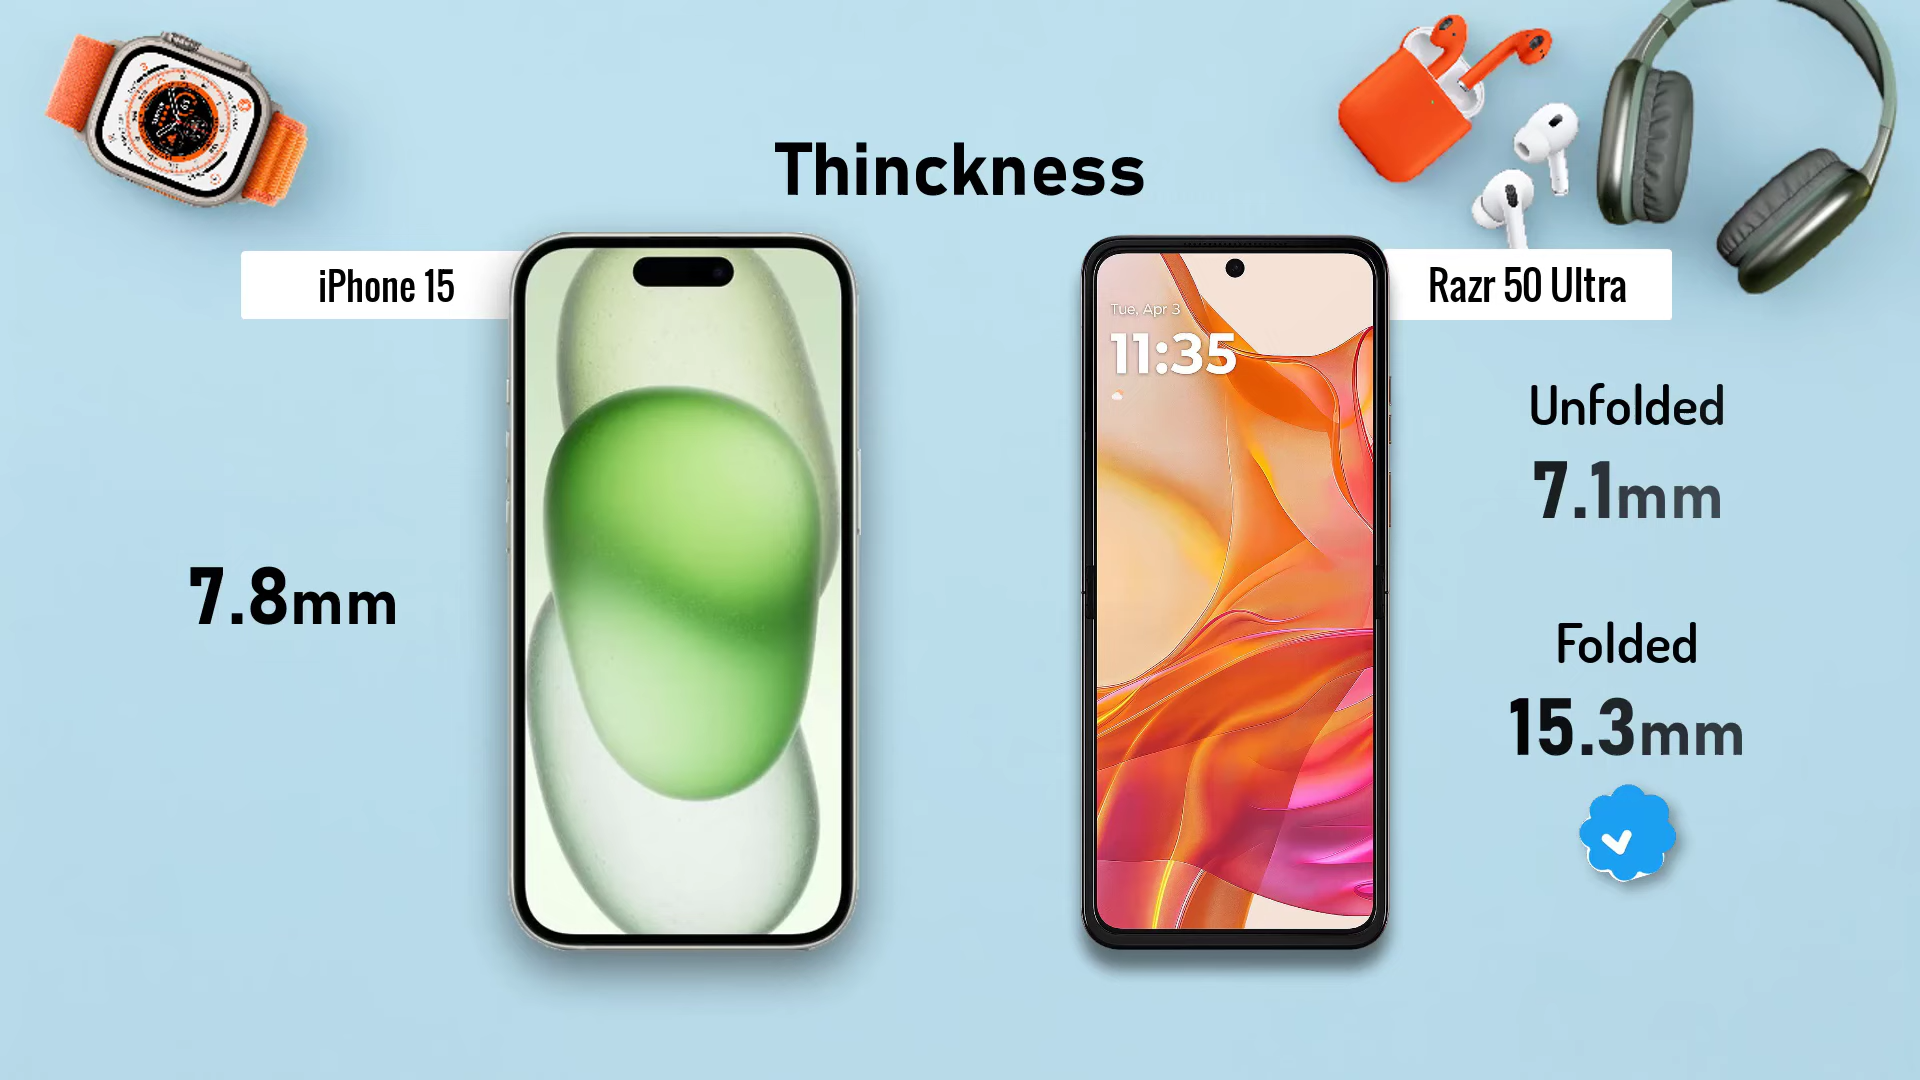 Thinckness
iPhone 15
Razr 50 Ultra
Tue, Apr 3
11:35
Unfolded
7.1mm
7.8mm
Folded
15.3mm